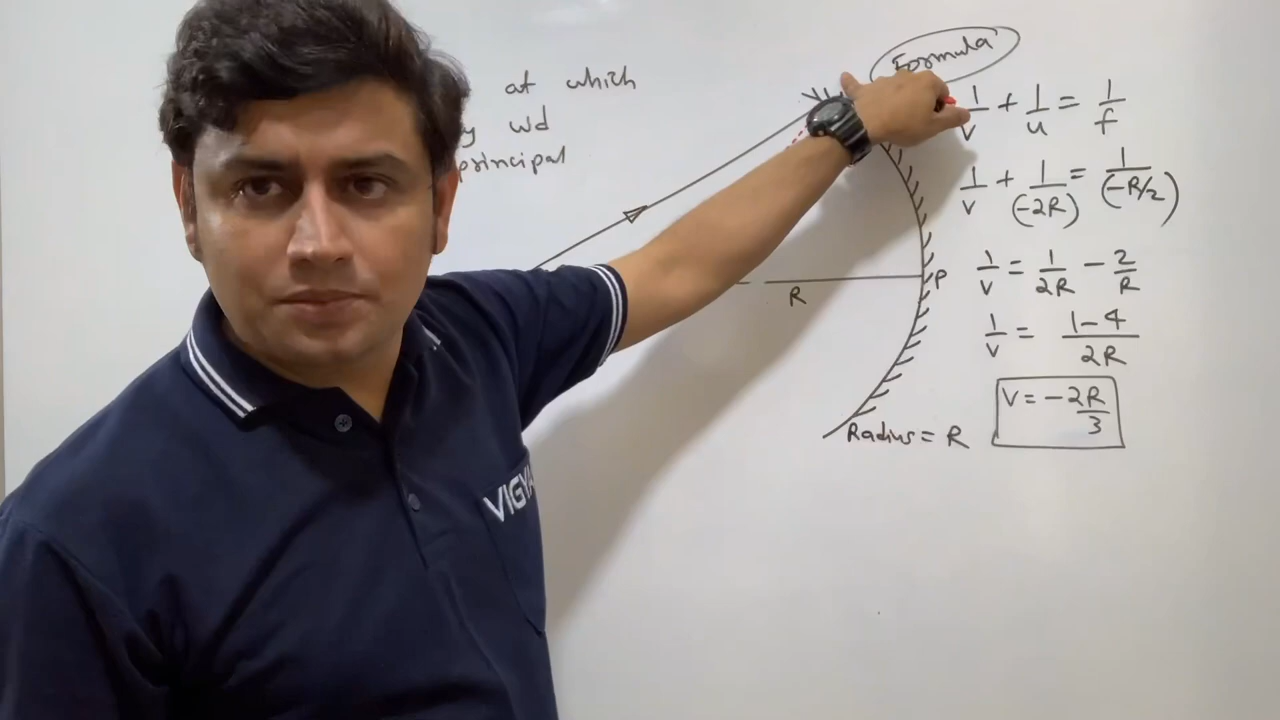 at which
y wd
principal
R
P
Radius = R
Formula
1/v + 1/u = 1/f
1/v + 1/(-2R) = 1/(-R/2)
1/v = 1/2R - 2/R
1/v = 1-4/2R
v = -2R/3
VIGYA